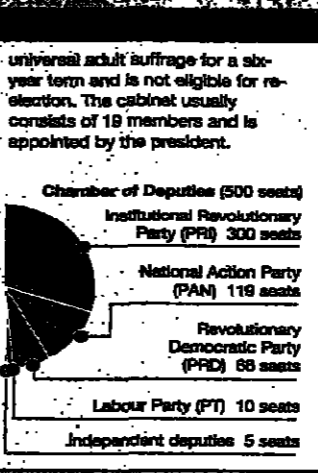 universal adult suffrage for a six-
year term and is not eligible for re-
election. The cabinet usually
consists of 19 members and is
appointed by the president.
Chamber of Deputies (500 seats)
Institutional Revolutionary
Party (PRI) 300 seats
National Action Party
(PAN) 119 seats
Revolutionary
Democratic Party
(PRD) 66 seats
Labour Party (PT) 10 seats
Independent deputies 5 seats